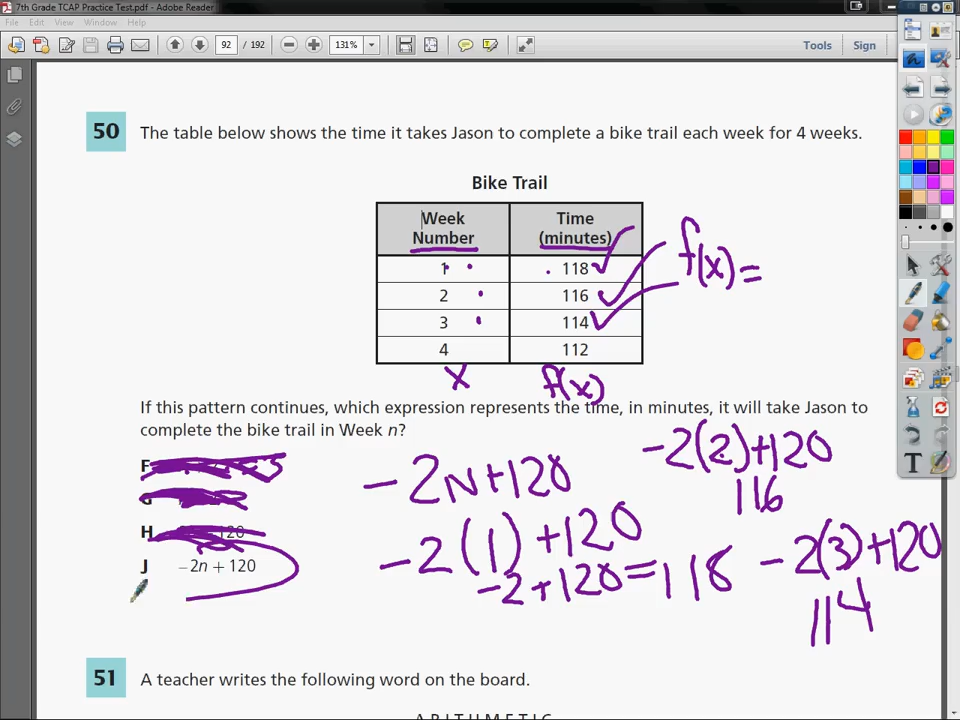 7th Grade TCAP Practice Test.pdf - Adobe Reader
File Edit View Window Help
92 / 192 131% Tools Sign
50 The table below shows the time it takes Jason to complete a bike trail each week for 4 weeks.
Bike Trail
Week Number Time (minutes)
1 118
2 116
3 114
4 112
f(x)=
x f(x)
If this pattern continues, which expression represents the time, in minutes, it will take Jason to
complete the bike trail in Week n?
F
G
H 120
J −2n + 120
-2N+120
-2(1)+120
-2+120=118
-2(2)+120
116
-2(3)+120
114
51 A teacher writes the following word on the board.
A R I T H M E T I C
T